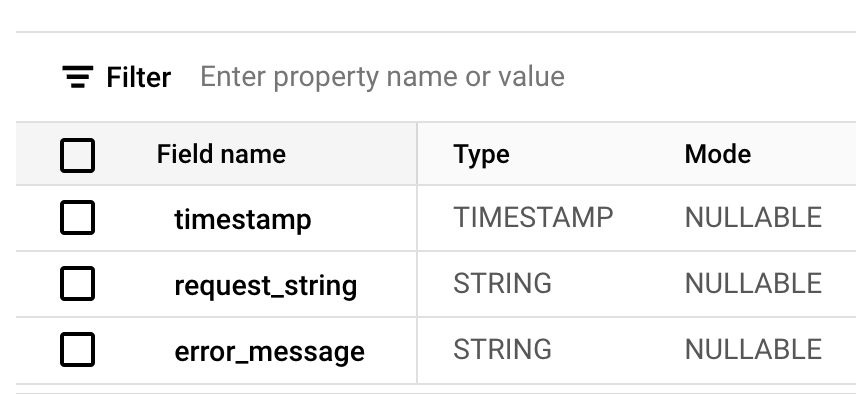 Filter Enter property name or value
Field name Type Mode
timestamp TIMESTAMP NULLABLE
request_string STRING NULLABLE
error_message STRING NULLABLE